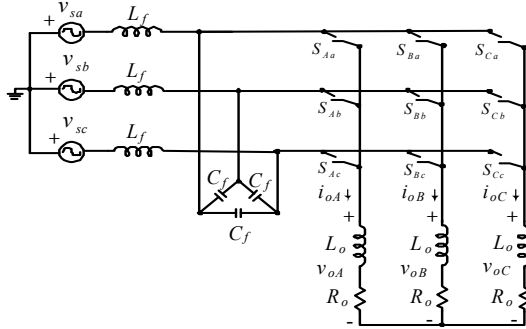 + v_sa L_f
S_Aa S_Ba S_Ca
+ v_sb L_f
S_Ab S_Bb S_Cb
+ v_sc L_f
S_Ac S_Bc S_Cc
C_f C_f
C_f
i_oA i_oB i_oC
+ + +
L_o L_o L_o
v_oA v_oB v_oC
R_o R_o R_o
- - -